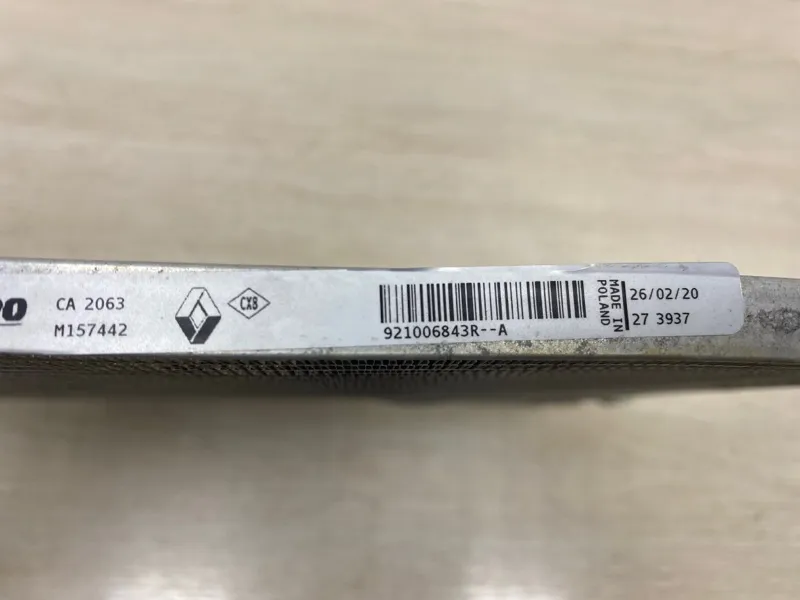 CA 2063
M157442
CX8
921006843R--A
MADE IN
POLAND
26/02/20
27 3937